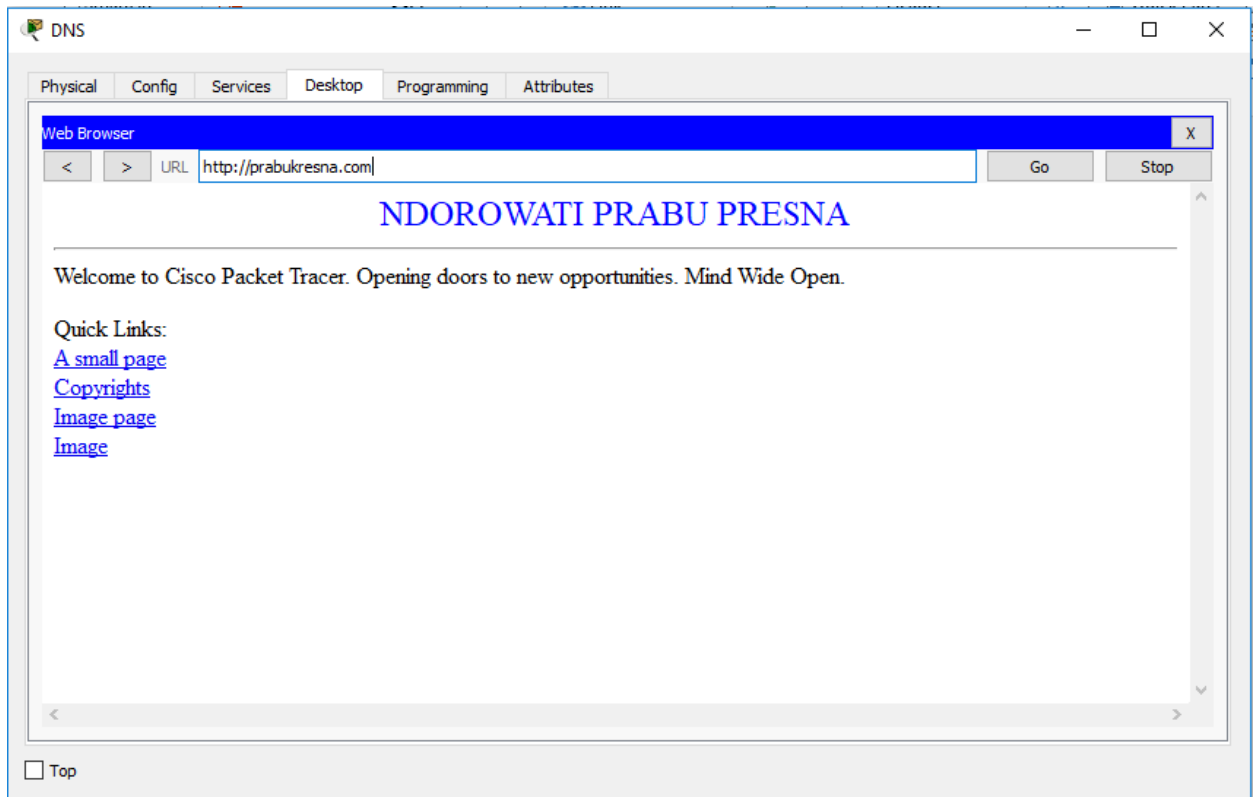 DNS
Physical Config Services Desktop Programming Attributes
Web Browser X
< > URL http://prabukresna.com Go Stop
NDOROWATI PRABU PRESNA
Welcome to Cisco Packet Tracer. Opening doors to new opportunities. Mind Wide Open.
Quick Links:
A small page
Copyrights
Image page
Image
Top